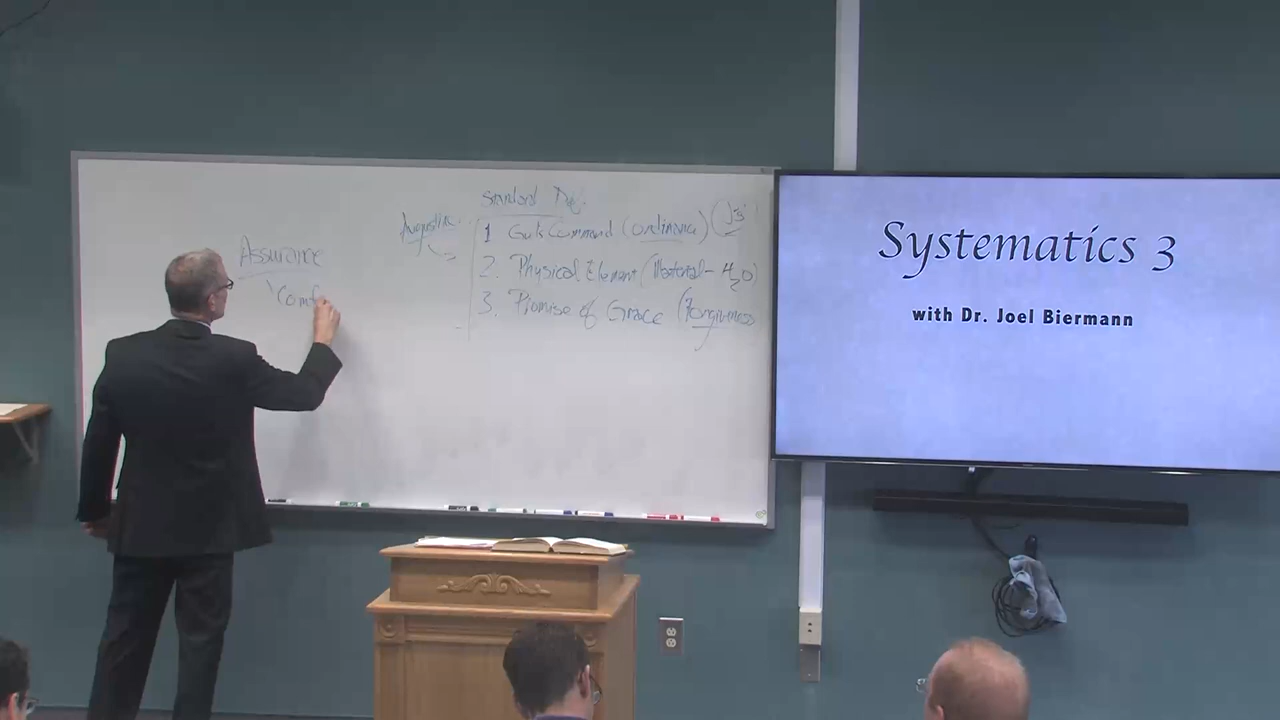 Assurance
Comf
Standard Def.
Augustine
1 God's Command (ordinance) (
2. Physical Element (Material - H2O)
3. Promise of Grace (Forgiveness
Systematics 3
with Dr. Joel Biermann